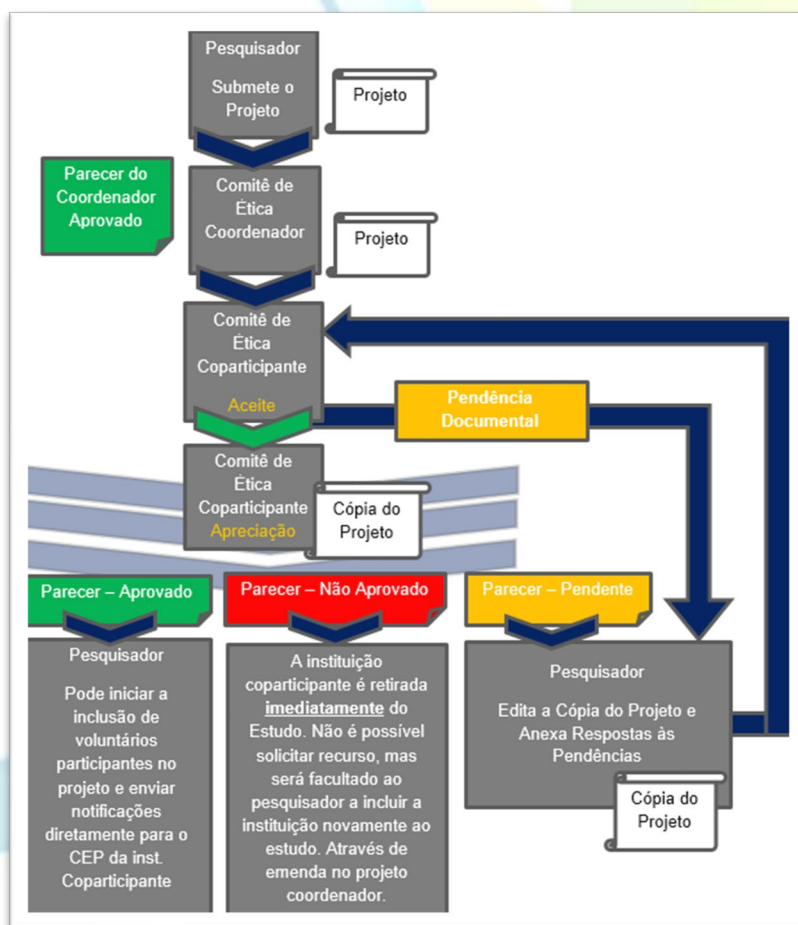 Pesquisador
Submete o
Projeto
Projeto
Parecer do
Coordenador
Aprovado
Comitê de
Ética
Coordenador
Projeto
Comitê de
Ética
Coparticipante
Aceite
Pendência
Documental
Comitê de
Ética
Coparticipante
Apreciação
Cópia do
Projeto
Parecer – Aprovado
Parecer – Não Aprovado
Parecer – Pendente
Pesquisador
Pode iniciar a
inclusão de
voluntários
participantes no
projeto e enviar
notificações
diretamente para o
CEP da inst.
Coparticipante
A instituição
coparticipante é retirada
imediatamente do
Estudo. Não é possível
solicitar recurso, mas
será facultado ao
pesquisador a incluir a
instituição novamente ao
estudo. Através de
emenda no projeto
coordenador.
Pesquisador
Edita a Cópia do Projeto e
Anexa Respostas às
Pendências
Cópia do
Projeto